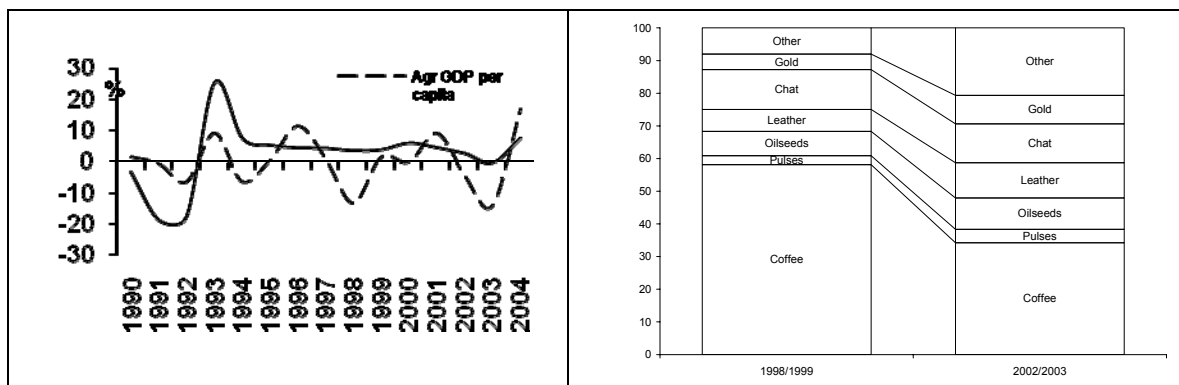 30
%
20
10
0
-10
-20
-30
Agr GDP per
capita
1990
1991
1992
1993
1994
1995
1996
1997
1998
1999
2000
2001
2002
2003
2004
100
90
80
70
60
50
40
30
20
10
0
Other
Gold
Chat
Leather
Oilseeds
Pulses
Coffee
Other
Gold
Chat
Leather
Oilseeds
Pulses
Coffee
1998/1999
2002/2003